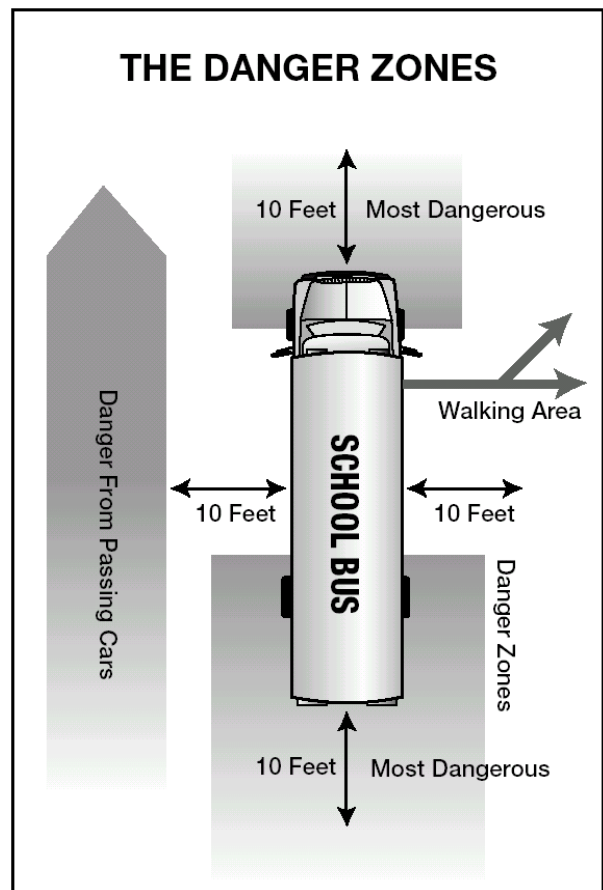 THE DANGER ZONES
10 Feet
Most Dangerous
Walking Area
Danger From Passing Cars
SCHOOL BUS
10 Feet
10 Feet
Danger Zones
10 Feet
Most Dangerous